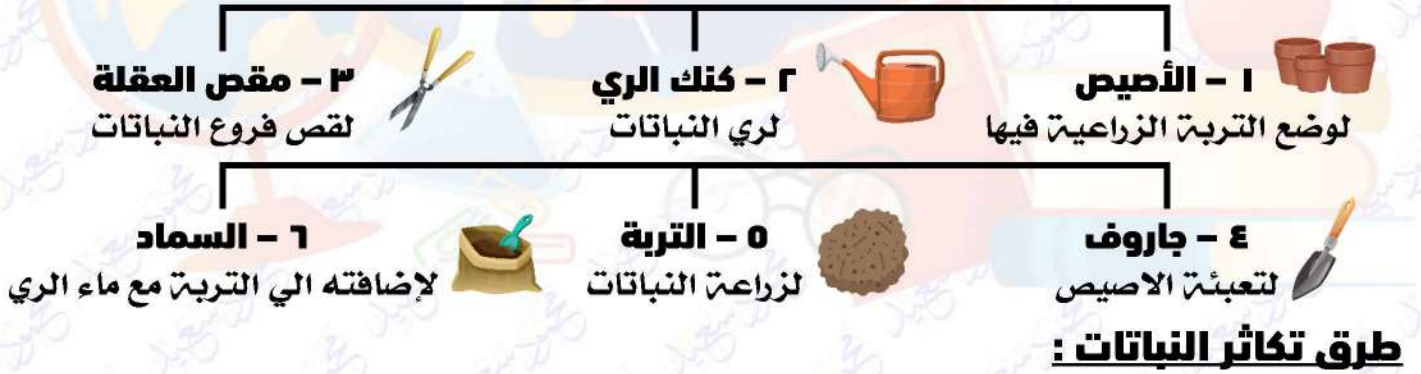 ١ – الأصيص
لوضع التربة الزراعية فيها
٢ – كنك الري
لري النباتات
٣ – مقص العقلة
لقص فروع النباتات
٤ – جاروف
لتعبئة الاصيص
٥ – التربة
لزراعة النباتات
٦ – السماد
لإضافته الي التربة مع ماء الري
طرق تكاثر النباتات :